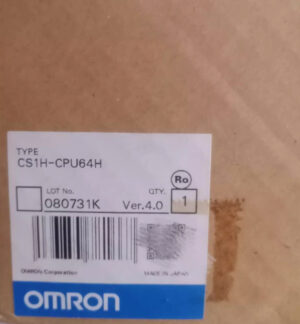 TYPE
CS1H-CPU64H
Ro
LOT No. QTY.
080731K Ver.4.0 1
OMRON Corporation MADE IN JAPAN
OMRON